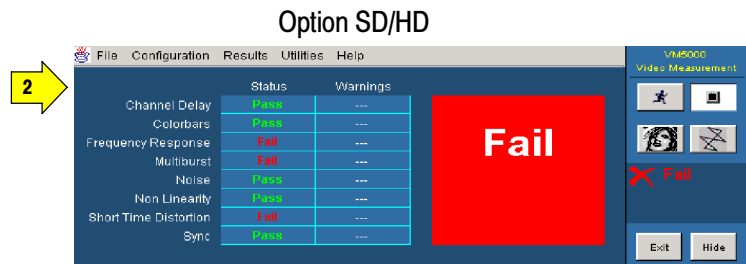 Option SD/HD
2
File Configuration Results Utilities Help
VM5000
Video Measurement
Status Warnings
Channel Delay Pass ---
Colorbars Pass ---
Frequency Response Fail ---
Multiburst Fail ---
Noise Pass ---
Non Linearity Pass ---
Short Time Distortion Fail ---
Sync Pass ---
Fail
Fail
Exit Hide